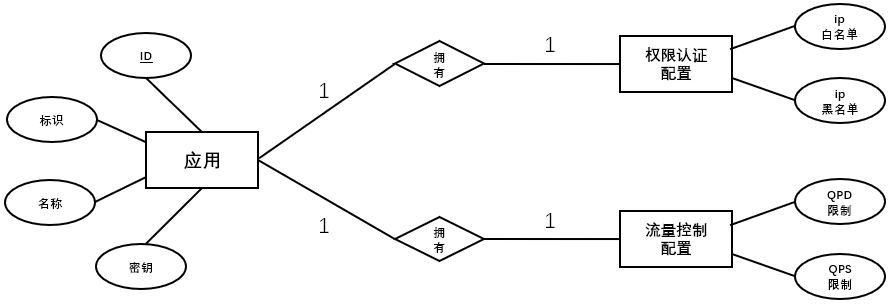 ID
标识
应用
名称
密钥
1
拥
有
1
权限认证
配置
ip
白名单
ip
黑名单
1
拥
有
1
流量控制
配置
QPD
限制
QPS
限制